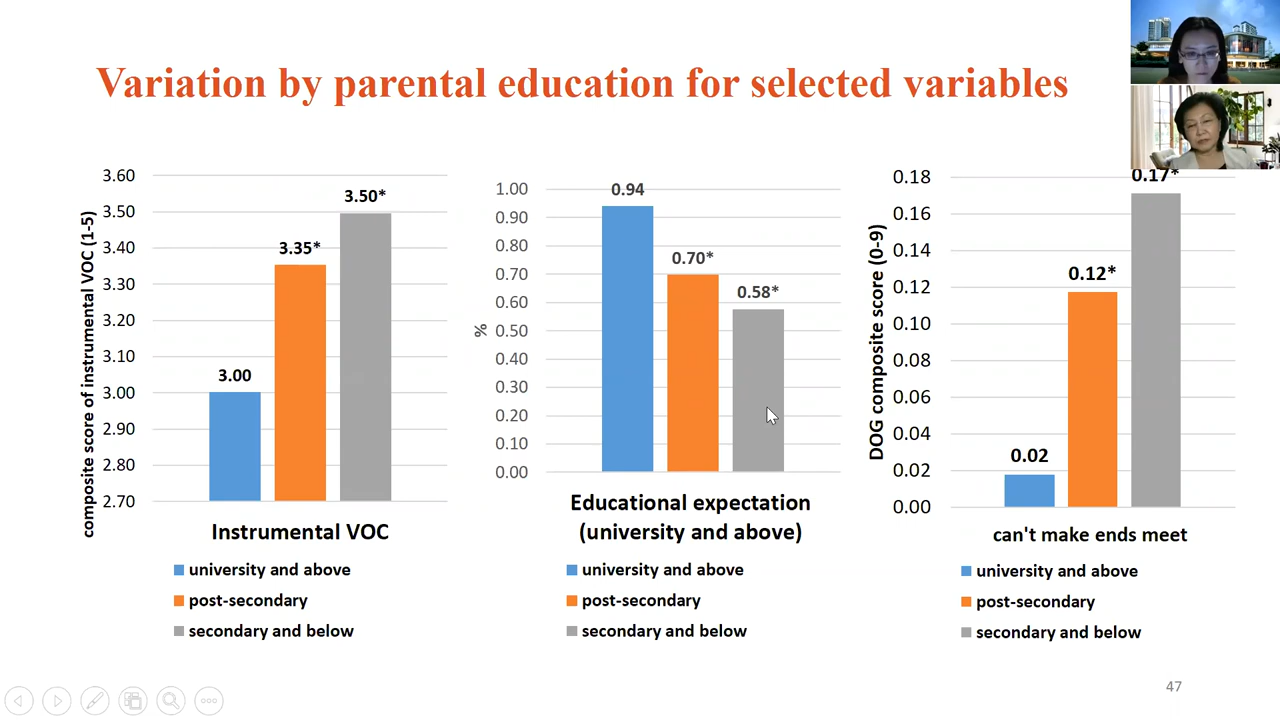 Variation by parental education for selected variables
composite score of instrumental VOC (1-5)
3.60
3.50
3.40
3.30
3.20
3.10
3.00
2.90
2.80
2.70
3.00
3.35*
3.50*
Instrumental VOC
university and above
post-secondary
secondary and below
%
1.00
0.90
0.80
0.70
0.60
0.50
0.40
0.30
0.20
0.10
0.00
0.94
0.70*
0.58*
Educational expectation
(university and above)
university and above
post-secondary
secondary and below
DOG composite score (0-9)
0.18
0.16
0.14
0.12
0.10
0.08
0.06
0.04
0.02
0.00
0.02
0.12*
0.17*
can't make ends meet
university and above
post-secondary
secondary and below
47